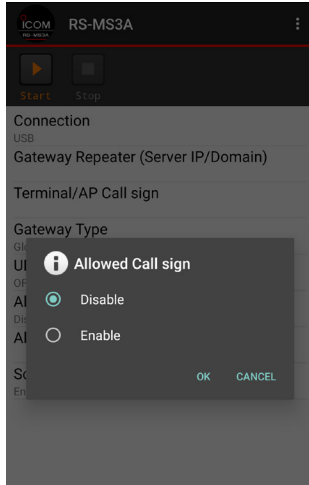 ICOM
RS-MS3A
RS-MS3A
Start Stop
Connection
USB
Gateway Repeater (Server IP/Domain)
Terminal/AP Call sign
Gateway Type
Allowed Call sign
Disable
Enable
OK CANCEL